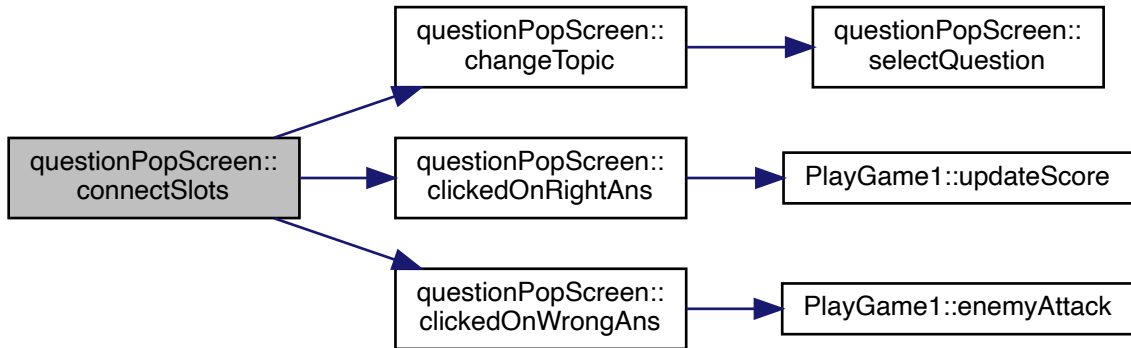 questionPopScreen::
changeTopic
questionPopScreen::
selectQuestion
questionPopScreen::
connectSlots
questionPopScreen::
clickedOnRightAns
PlayGame1::updateScore
questionPopScreen::
clickedOnWrongAns
PlayGame1::enemyAttack